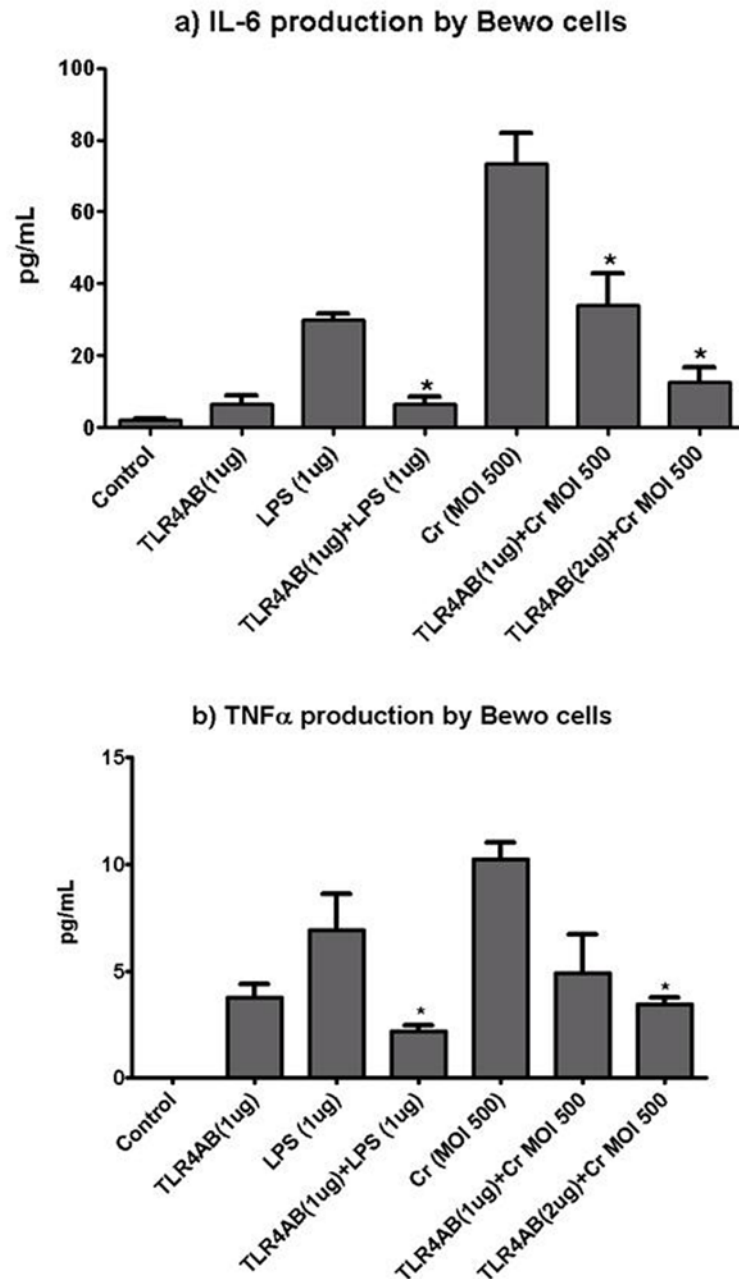 a) IL-6 production by Bewo cells
100
80
60
40
20
0
pg/mL
*
*
*
Control
TLR4AB(1ug)
LPS (1ug)
TLR4AB(1ug)+LPS (1ug)
Cr (MOI 500)
TLR4AB(1ug)+Cr MOI 500
TLR4AB(2ug)+Cr MOI 500
b) TNFα production by Bewo cells
15
10
5
0
pg/mL
*
*
Control
TLR4AB(1ug)
LPS (1ug)
TLR4AB(1ug)+LPS (1ug)
Cr (MOI 500)
TLR4AB(1ug)+Cr MOI 500
TLR4AB(2ug)+Cr MOI 500